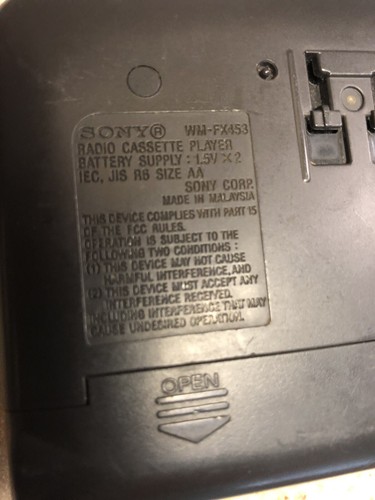 SONY® WM-FX453
RADIO CASSETTE PLAYER
BATTERY SUPPLY : 1.5V X 2
IEC, JIS R6 SIZE AA
SONY CORP.
MADE IN MALAYSIA
THIS DEVICE COMPLIES WITH PART 15
OF THE FCC RULES.
OPERATION IS SUBJECT TO THE
FOLLOWING TWO CONDITIONS :
(1) THIS DEVICE MAY NOT CAUSE
HARMFUL INTERFERENCE, AND
(2) THIS DEVICE MUST ACCEPT ANY
INTERFERENCE RECEIVED,
INCLUDING INTERFERENCE THAT MAY
CAUSE UNDESIRED OPERATION.
OPEN